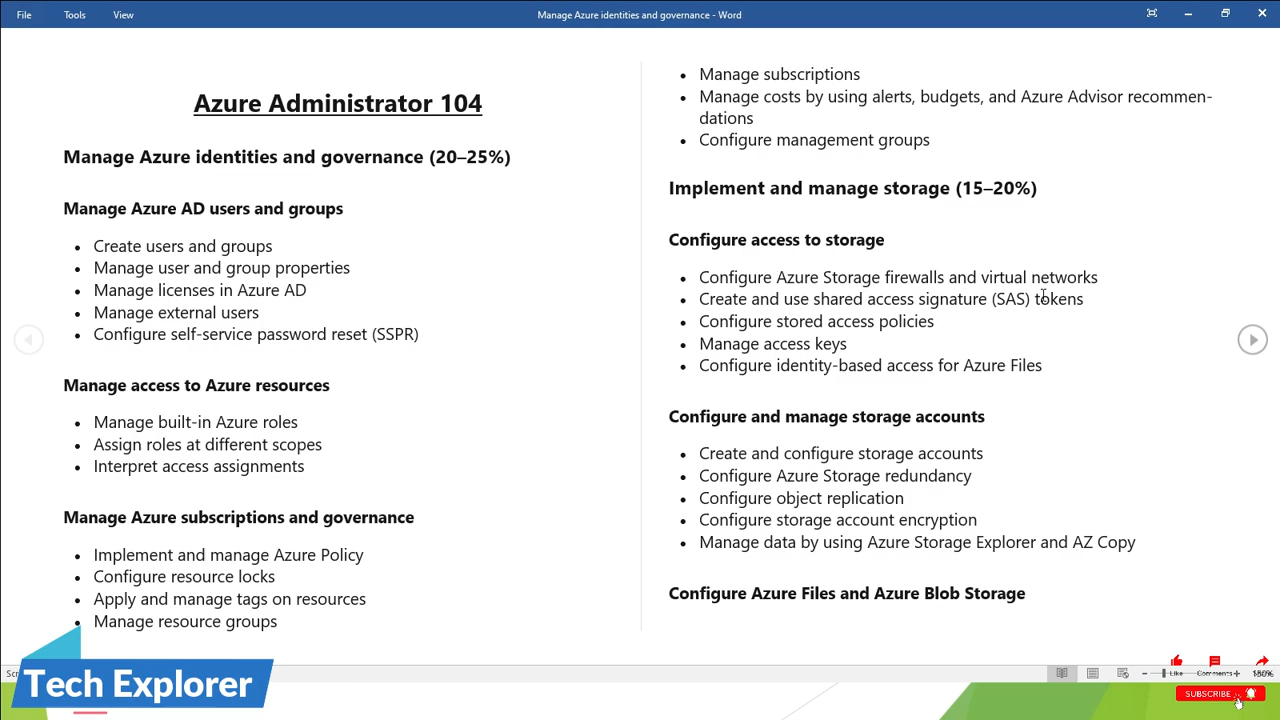 File Tools View Manage Azure identities and governance - Word
Azure Administrator 104
Manage Azure identities and governance (20–25%)
Manage Azure AD users and groups
• Create users and groups
• Manage user and group properties
• Manage licenses in Azure AD
• Manage external users
• Configure self-service password reset (SSPR)
Manage access to Azure resources
• Manage built-in Azure roles
• Assign roles at different scopes
• Interpret access assignments
Manage Azure subscriptions and governance
• Implement and manage Azure Policy
• Configure resource locks
• Apply and manage tags on resources
• Manage resource groups
• Manage subscriptions
• Manage costs by using alerts, budgets, and Azure Advisor recommen-
dations
• Configure management groups
Implement and manage storage (15–20%)
Configure access to storage
• Configure Azure Storage firewalls and virtual networks
• Create and use shared access signature (SAS) tokens
• Configure stored access policies
• Manage access keys
• Configure identity-based access for Azure Files
Configure and manage storage accounts
• Create and configure storage accounts
• Configure Azure Storage redundancy
• Configure object replication
• Configure storage account encryption
• Manage data by using Azure Storage Explorer and AZ Copy
Configure Azure Files and Azure Blob Storage
Tech Explorer
Like Comments
SUBSCRIBE